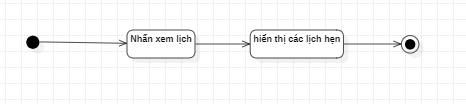 Nhấn xem lịch
hiển thị các lịch hẹn